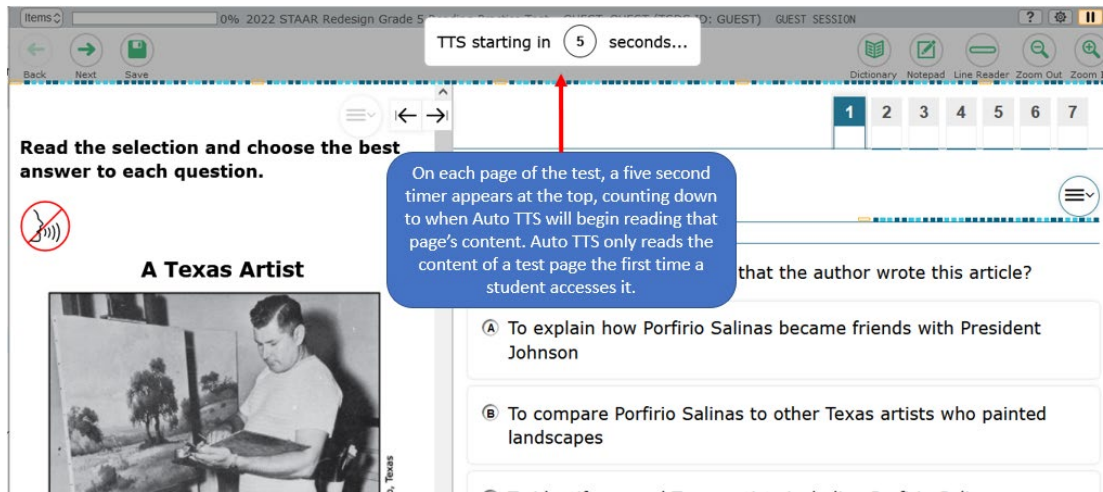 Items 0% 2022 STAAR Redesign Grade 5 GUEST) GUEST SESSION ?
TTS starting in 5 seconds...
Back Next Save Dictionary Notepad Line Reader Zoom Out Zoom
1 2 3 4 5 6 7
Read the selection and choose the best
answer to each question.
A Texas Artist
Texas
On each page of the test, a five second
timer appears at the top, counting down
to when Auto TTS will begin reading that
page's content. Auto TTS only reads the
content of a test page the first time a
student accesses it.
that the author wrote this article?
A To explain how Porfirio Salinas became friends with President
Johnson
B To compare Porfirio Salinas to other Texas artists who painted
landscapes